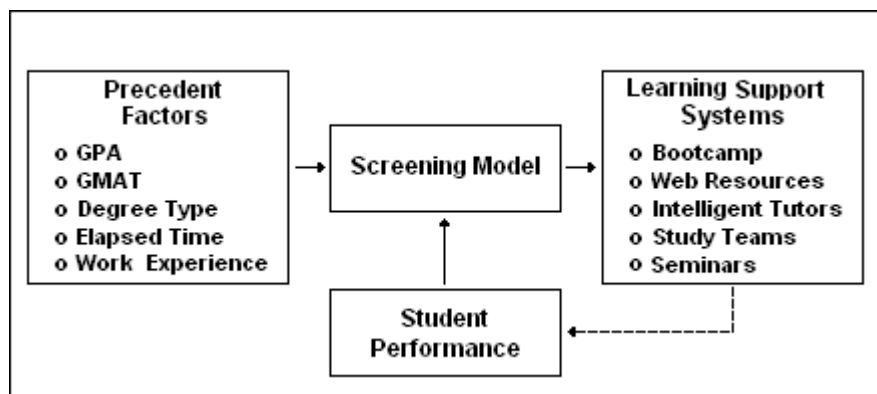 Precedent
Factors
o GPA
o GMAT
o Degree Type
o Elapsed Time
o Work Experience
Screening Model
Learning Support
Systems
o Bootcamp
o Web Resources
o Intelligent Tutors
o Study Teams
o Seminars
Student
Performance